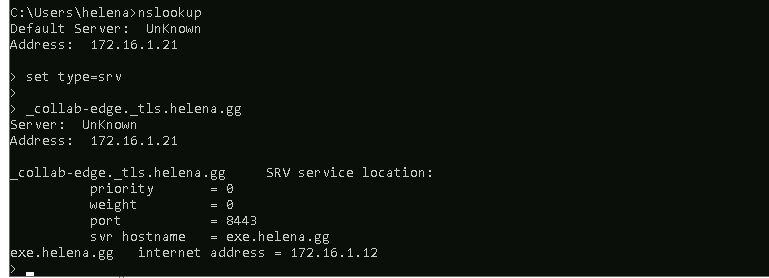 C:\Users\helena>nslookup
Default Server:  UnKnown
Address:  172.16.1.21
> set type=srv
>
> _collab-edge._tls.helena.gg
Server:  UnKnown
Address:  172.16.1.21
_collab-edge._tls.helena.gg     SRV service location:
priority       = 0
weight         = 0
port           = 8443
svr hostname   = exe.helena.gg
exe.helena.gg   internet address = 172.16.1.12
>